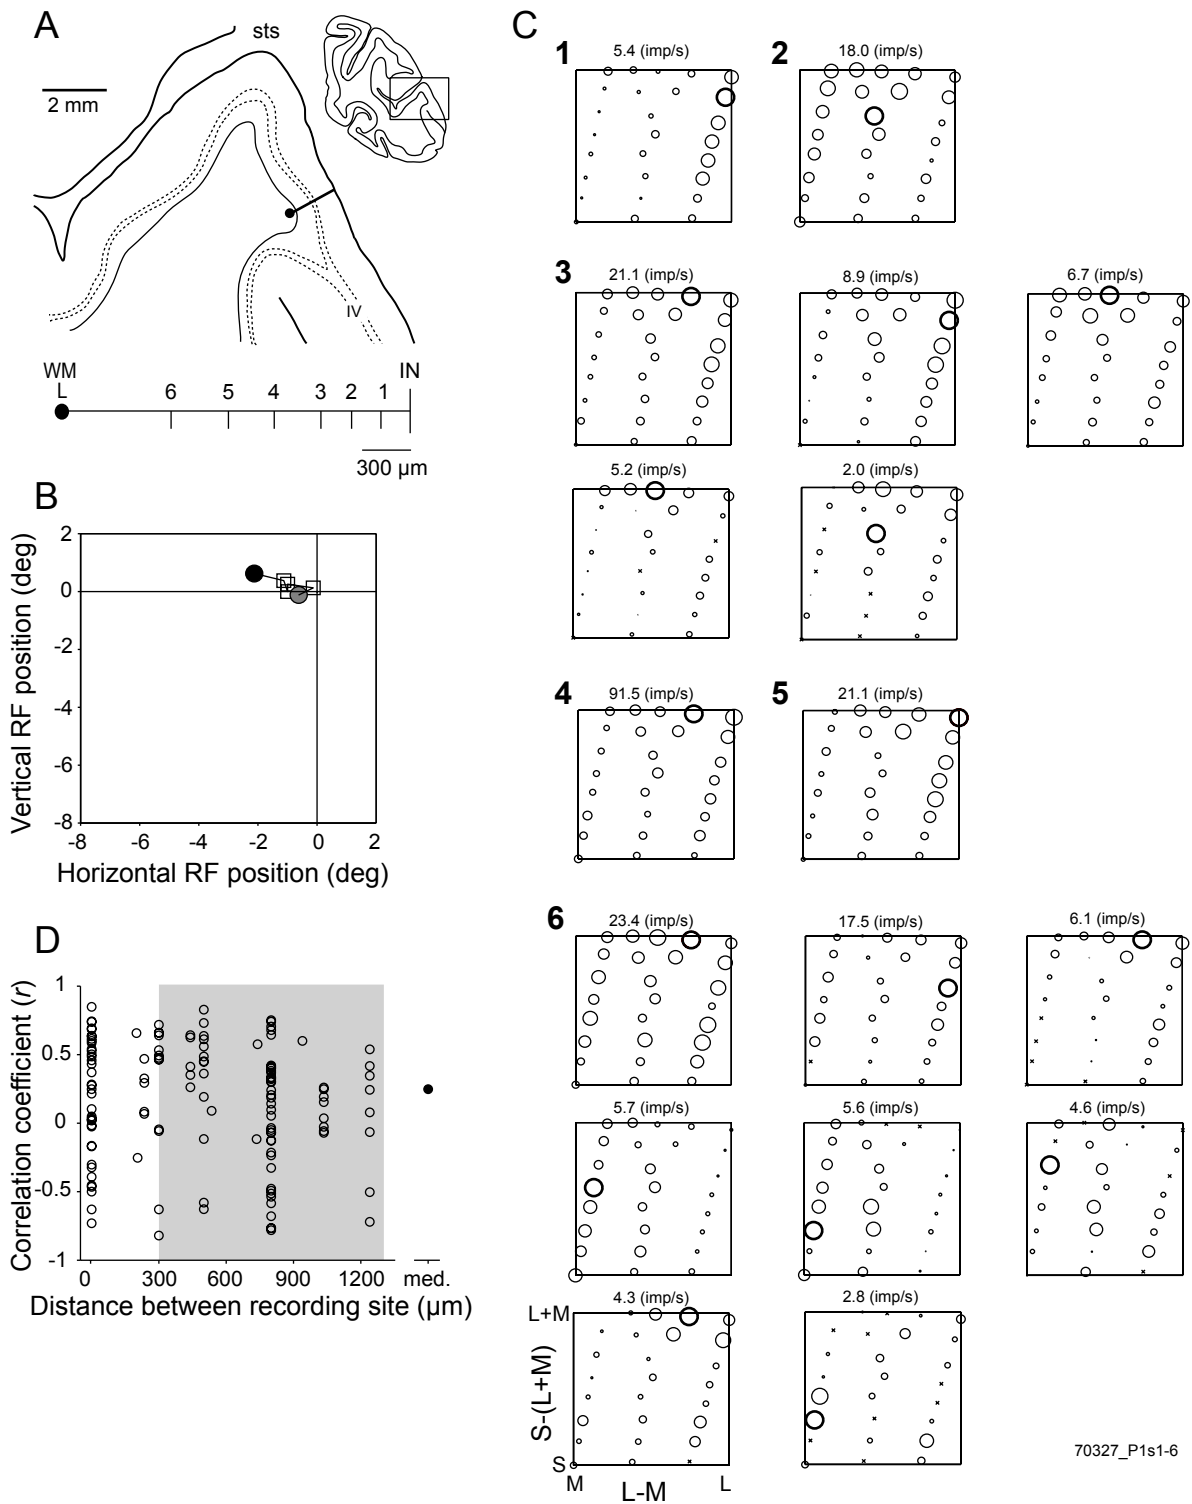 A
sts
2 mm
IV
WM
L
6 5 4 3 2 1
IN
300 µm
B
Vertical RF position (deg)
2
0
-2
-4
-6
-8
-8 -6 -4 -2 0 2
Horizontal RF position (deg)
D
Correlation coefficient (r)
1
0.5
0
-0.5
-1
0 300 600 900 1200 med.
Distance between recording site (µm)
C
1
5.4 (imp/s)
2
18.0 (imp/s)
3
21.1 (imp/s)
8.9 (imp/s)
6.7 (imp/s)
5.2 (imp/s)
2.0 (imp/s)
4
91.5 (imp/s)
5
21.1 (imp/s)
6
23.4 (imp/s)
17.5 (imp/s)
6.1 (imp/s)
5.7 (imp/s)
5.6 (imp/s)
4.6 (imp/s)
4.3 (imp/s)
2.8 (imp/s)
L+M
S-(L+M)
S
M
L-M
L
70327_P1s1-6